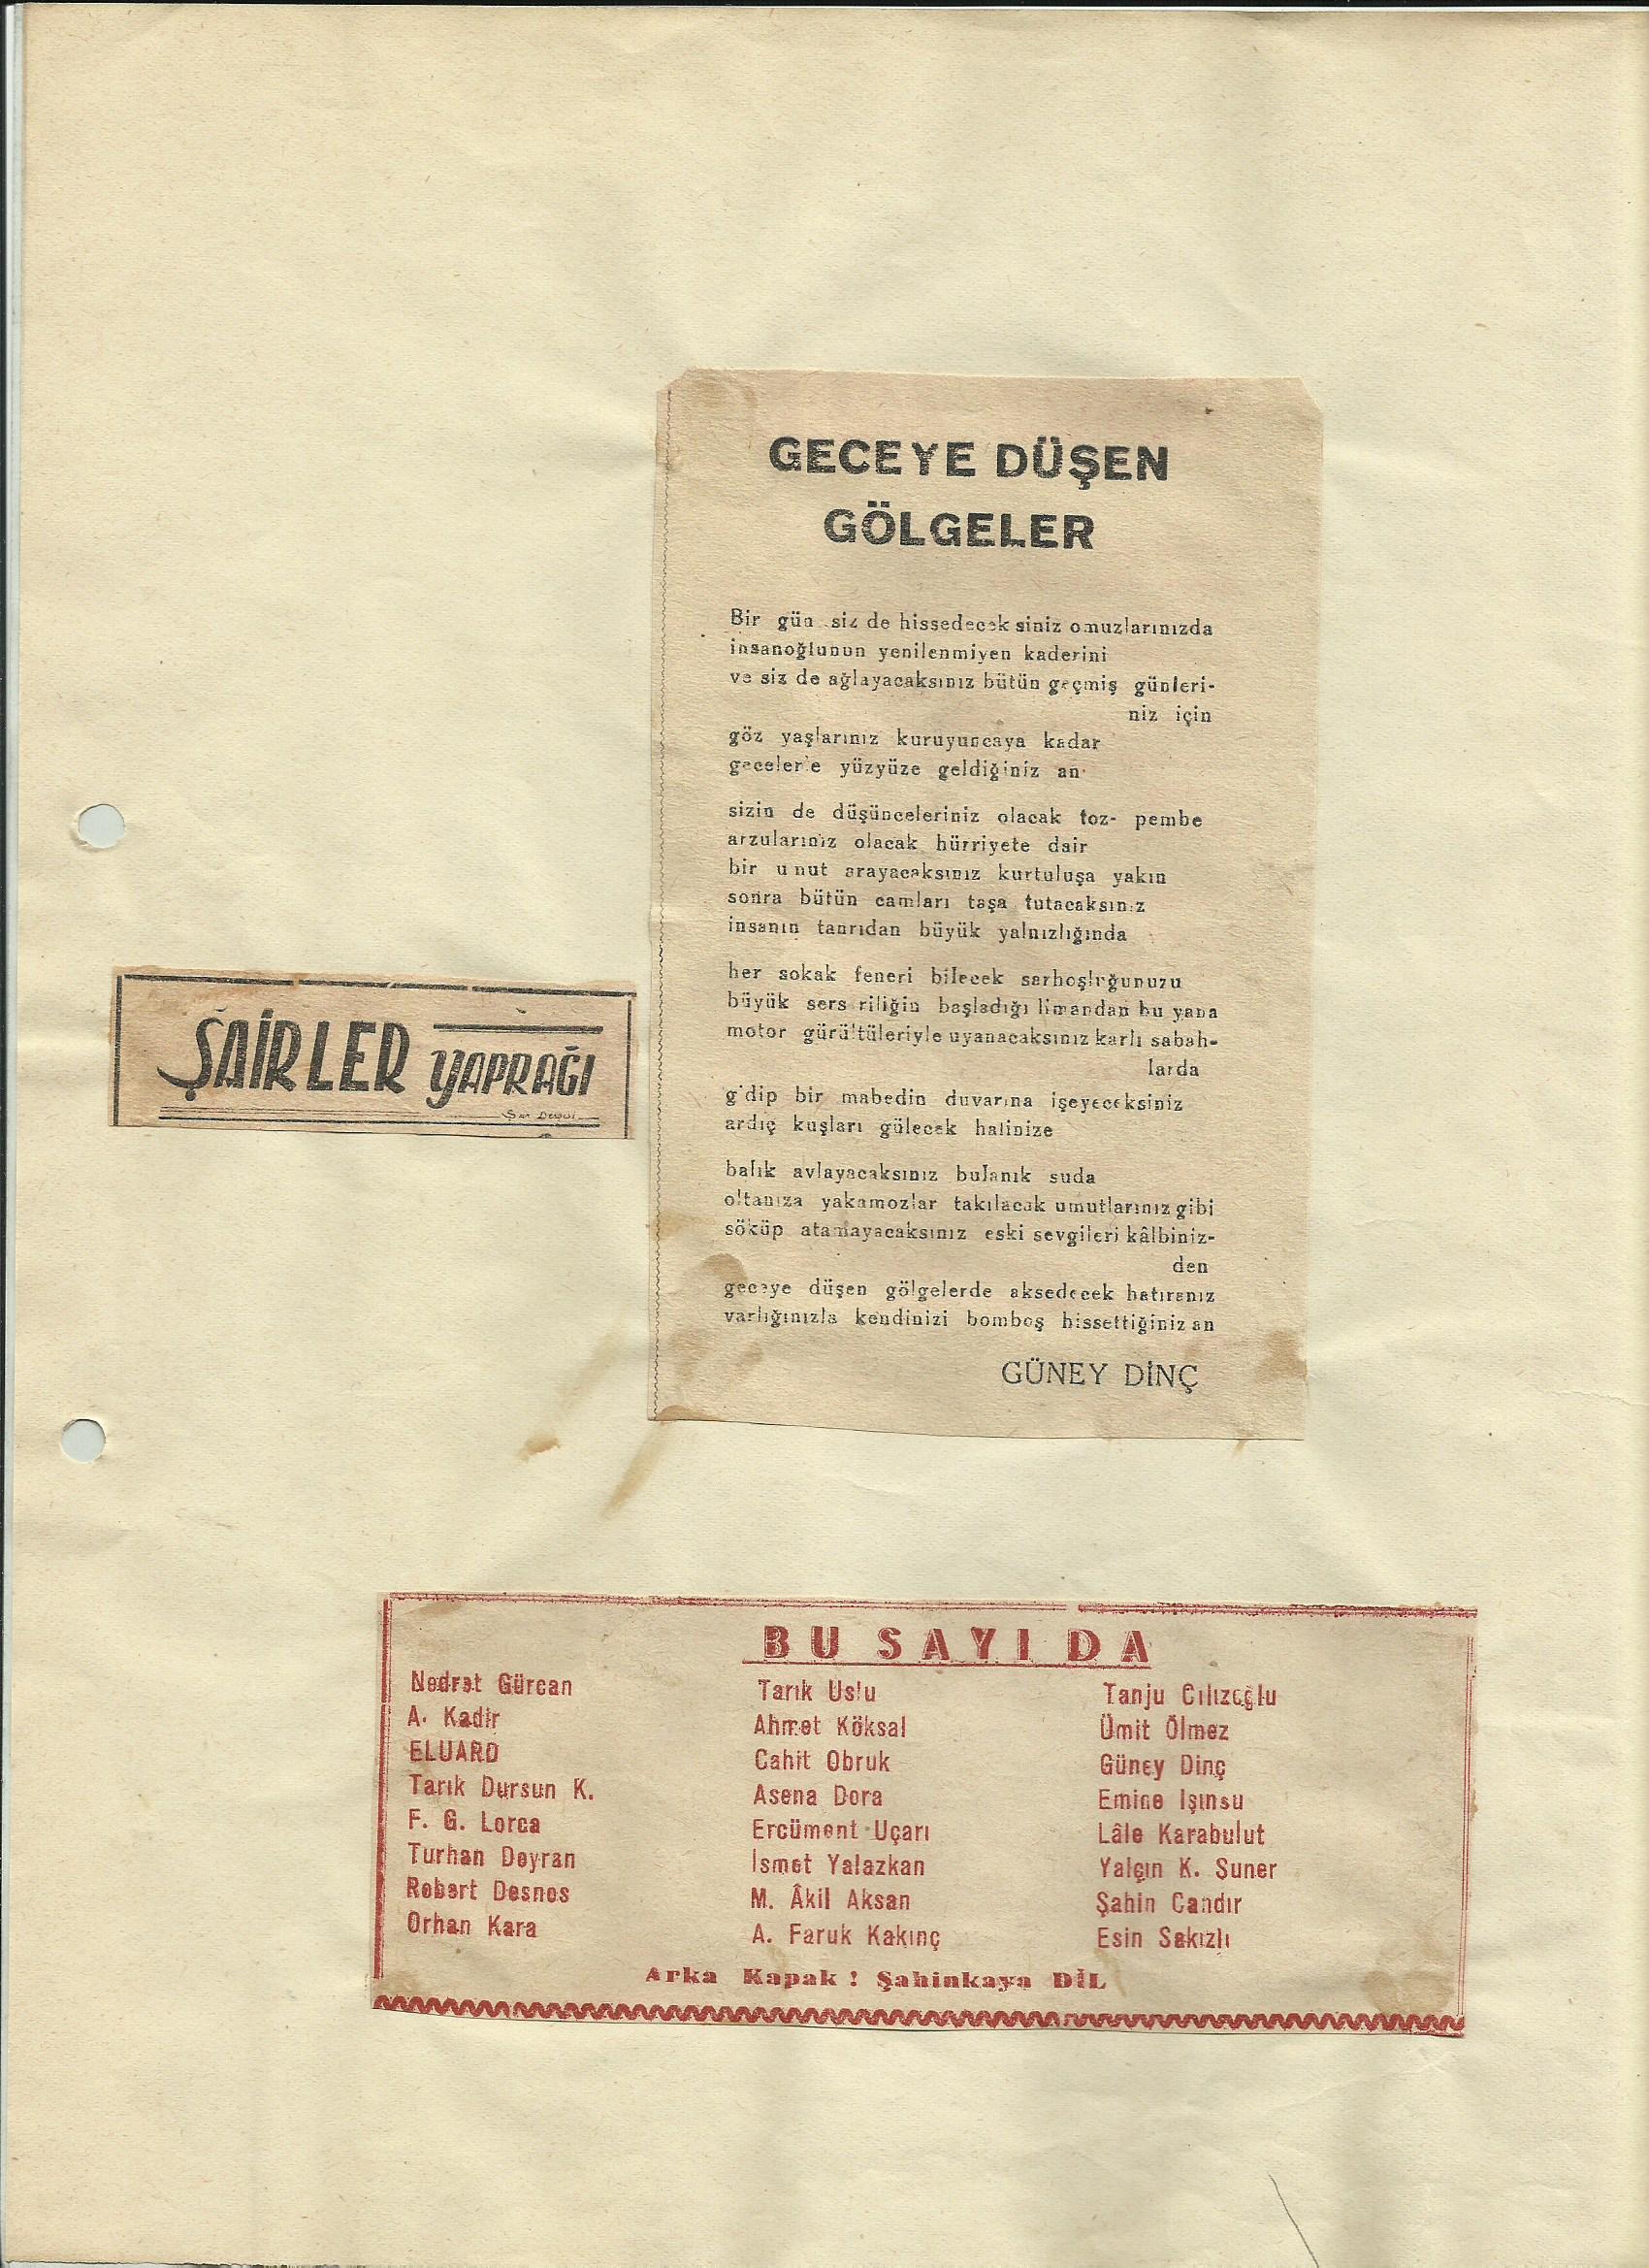 GECEYE DÜŞEN
GÖLGELER
Bir gün siz de hissedeceksiniz omuzlarınızda
insanoğlunun yenilenmiyen kaderini
ve siz de ağlayacaksınız bütün geçmiş günleri-
niz için
göz yaşlarınız kuruyuncaya kadar
gecelerle yüzyüze geldiğiniz an
sizin de düşünceleriniz olacak toz- pembe
arzularınız olacak hürriyete dair
bir umut arayacaksınız kurtuluşa yakın
sonra bütün camları taşa tutacaksınız
insanın tanrıdan büyük yalnızlığında
her sokak feneri bilecek sarhoşluğunuzu
büyük serseriliğin başladığı limandan bu yana
motor gürültüleriyle uyanacaksınız karlı sabah-
larda
gidip bir mabedin duvarına işeyeceksiniz
ardıç kuşları gülecek halinize
balık avlayacaksınız bulanık suda
oltanıza yakamozlar takılacak umutlarınız gibi
söküp atamayacaksınız eski sevgileri kâlbiniz-
den
geceye düşen gölgelerde aksedecek hatıranız
varlığınızla kendinizi bomboş hissettiğiniz an
GÜNEY DİNÇ
ŞAİRLER YAPRAĞI
BU SAYIDA
Nedret Gürcan
A. Kadir
ELUARD
Tarık Dursun K.
F. G. Lorca
Turhan Doyran
Robert Desnos
Orhan Kara
Tarık Uslu
Ahmet Köksal
Cahit Obruk
Asena Dora
Ercüment Uçarı
İsmet Yalazkan
M. Âkil Aksan
A. Faruk Kakınç
Tanju Cılızoğlu
Ümit Ölmez
Güney Dinç
Emine Işınsu
Lâle Karabulut
Yalçın K. Suner
Şahin Candır
Esin Sakızlı
Arka Kapak ! Şahinkaya DİL